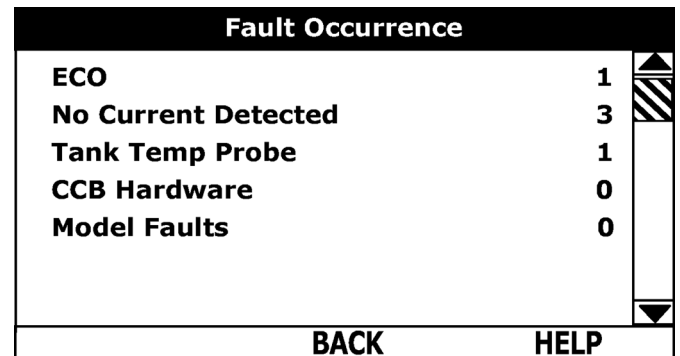 Fault Occurrence
ECO 1
No Current Detected 3
Tank Temp Probe 1
CCB Hardware 0
Model Faults 0
BACK HELP